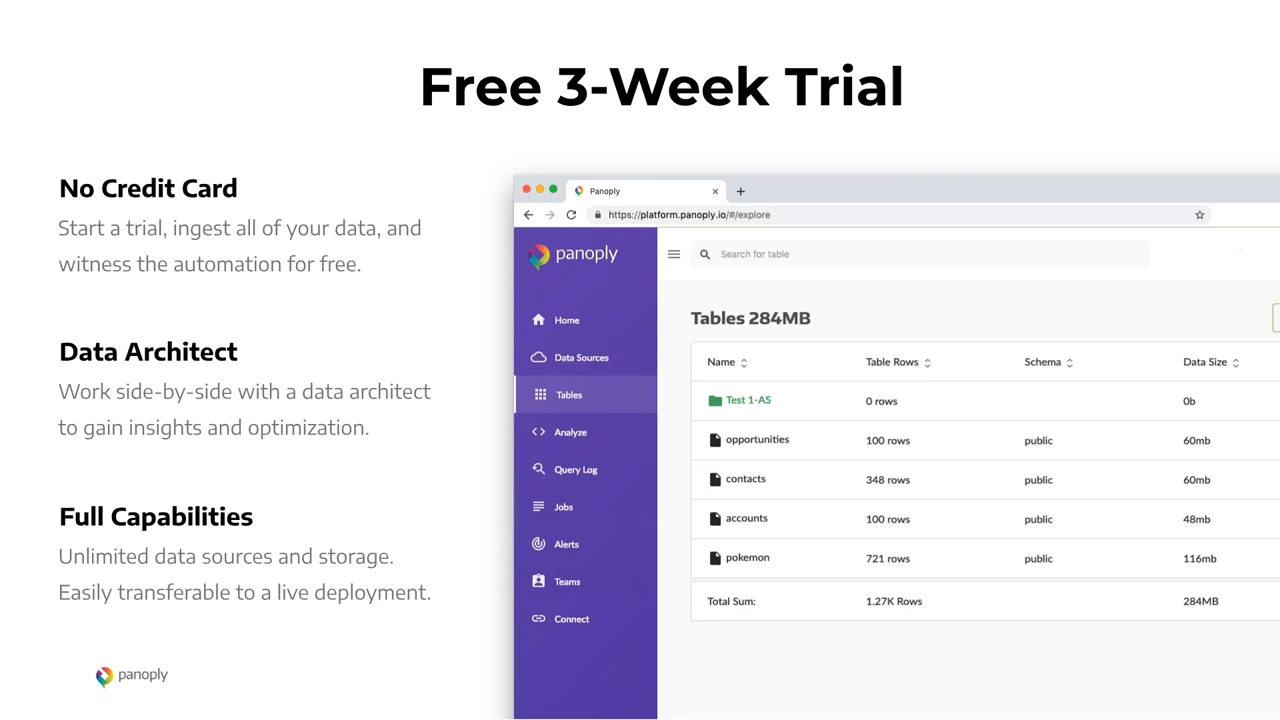 Free 3-Week Trial
No Credit Card
Start a trial, ingest all of your data, and
witness the automation for free.
Data Architect
Work side-by-side with a data architect
to gain insights and optimization.
Full Capabilities
Unlimited data sources and storage.
Easily transferable to a live deployment.
panoply
Panoply
https://platform.panoply.io/#/explore
panoply
Home
Data Sources
Tables
Analyze
Query Log
Jobs
Alerts
Teams
Connect
Search for table
Tables 284MB
Name Table Rows Schema Data Size
Test 1-AS 0 rows 0b
opportunities 100 rows public 60mb
contacts 348 rows public 60mb
accounts 100 rows public 48mb
pokemon 721 rows public 116mb
Total Sum: 1.27K Rows 284MB